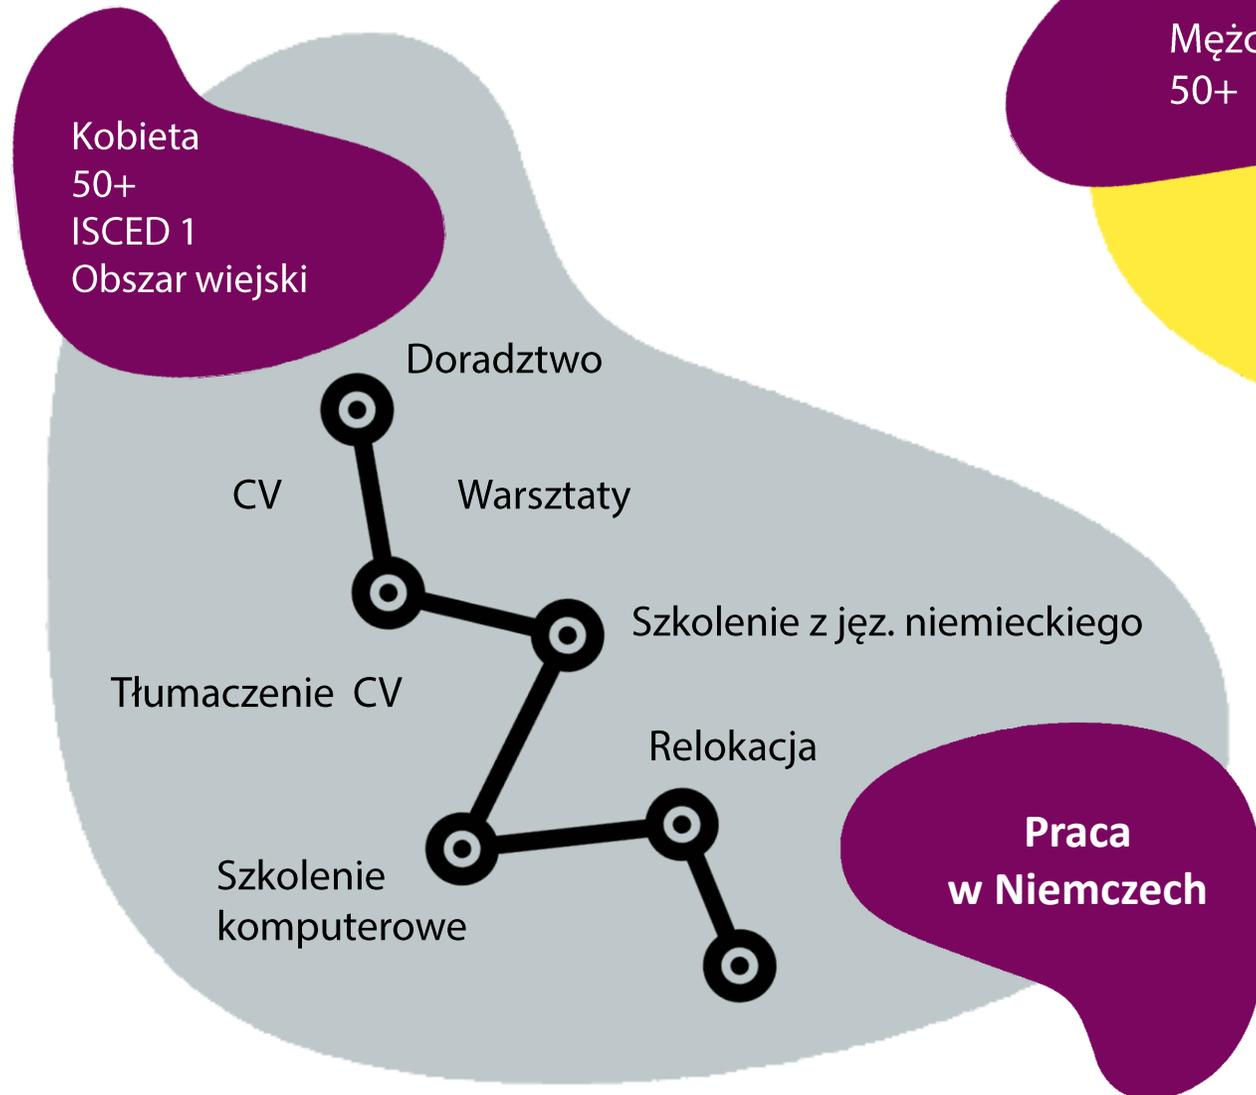 Kobieta
50+
ISCED 1
Obszar wiejski
50+
Doradztwo
CV
Warsztaty
Szkolenie z jęz. niemieckiego
Tłumaczenie CV
Relokacja
Szkolenie
komputerowe
Praca
w Niemczech